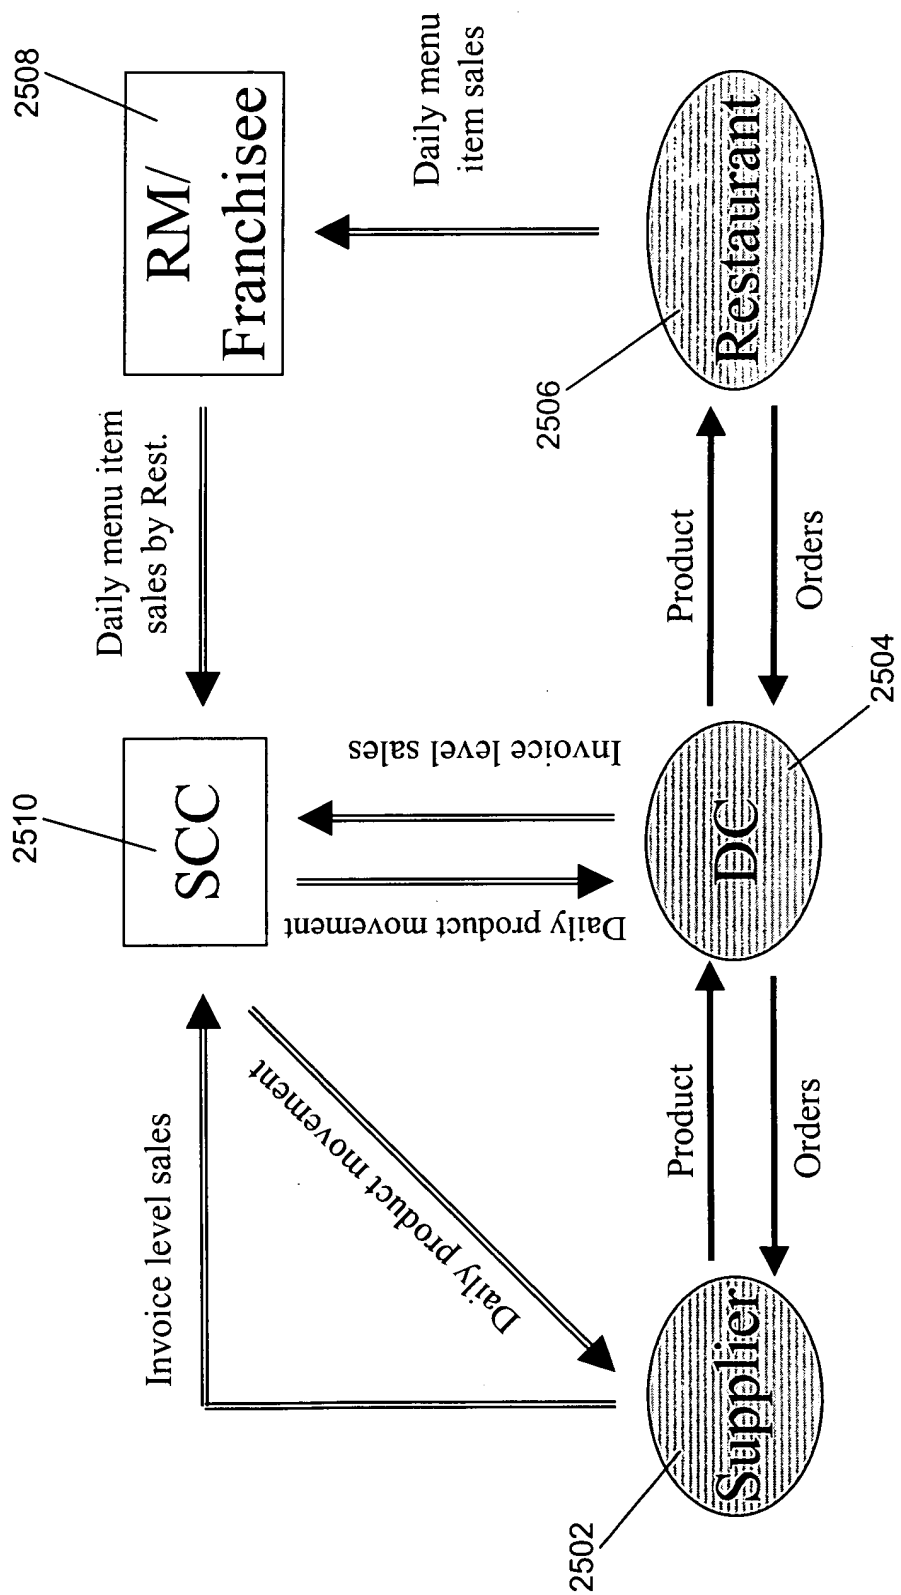 2510
2508
SCC
RM/
Franchisee
Daily menu item
sales by Rest.
Invoice level sales
Daily product movement
Daily product movement
Invoice level sales
Daily menu
item sales
2502
2506
Supplier
Product
Orders
DC
Product
Orders
Restaurant
2504